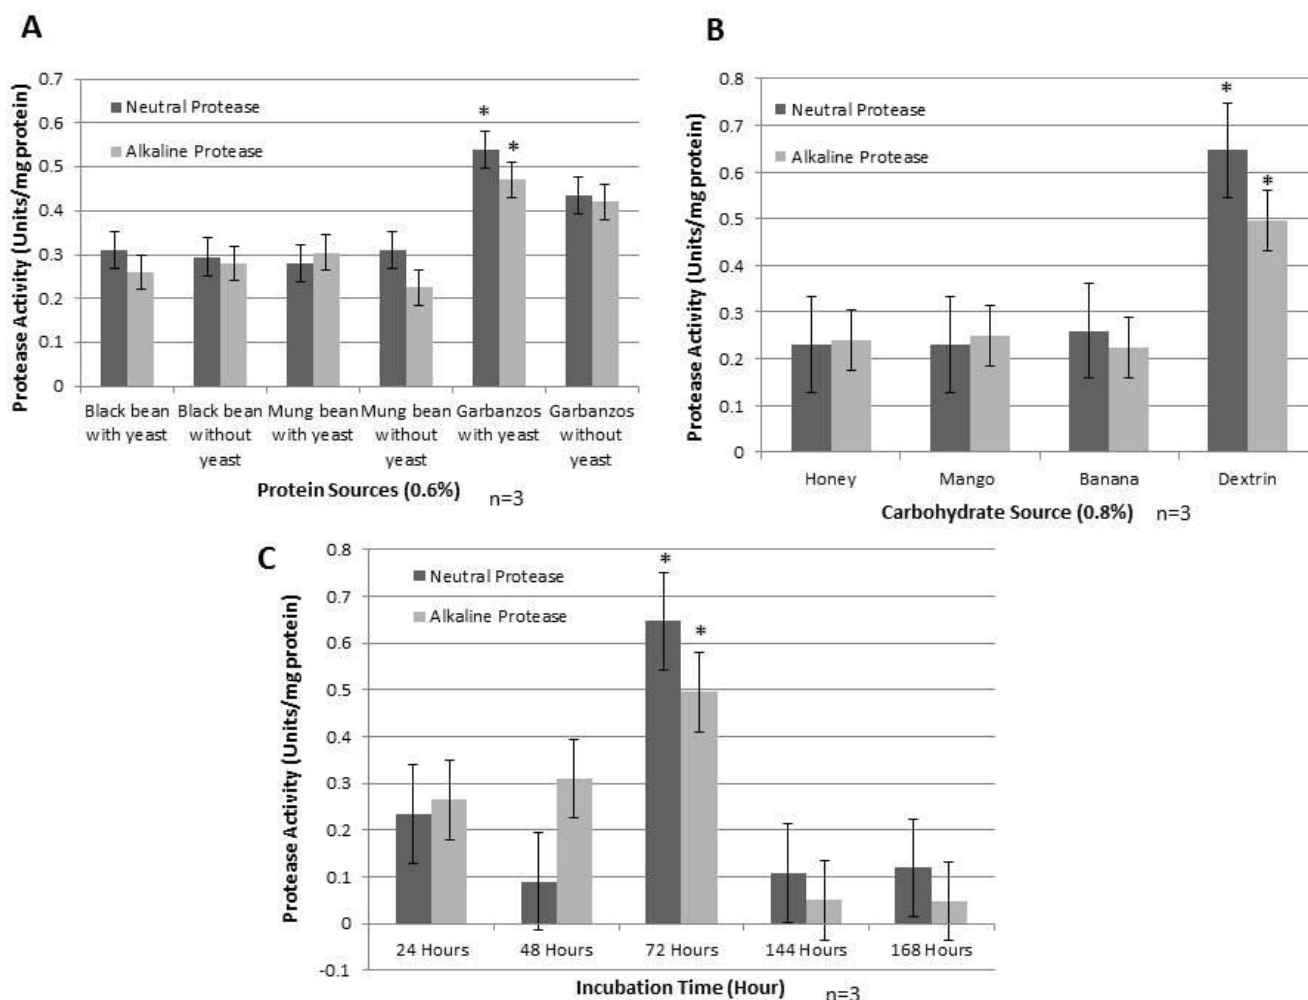 A
Protease Activity (Units/mg protein)
0.7
0.6
0.5
0.4
0.3
0.2
0.1
0
Neutral Protease
Alkaline Protease
*
*
Black bean with yeast
Black bean without yeast
Mung bean with yeast
Mung bean without yeast
Garbanzos with yeast
Garbanzos without yeast
Protein Sources (0.6%)
n=3
B
Protease Activity (Units/mg protein)
0.8
0.7
0.6
0.5
0.4
0.3
0.2
0.1
0
Neutral Protease
Alkaline Protease
*
*
Honey
Mango
Banana
Dextrin
Carbohydrate Source (0.8%)
n=3
C
Protease Activity (Units/mg protein)
0.8
0.7
0.6
0.5
0.4
0.3
0.2
0.1
0
-0.1
Neutral Protease
Alkaline Protease
*
*
24 Hours
48 Hours
72 Hours
144 Hours
168 Hours
Incubation Time (Hour)
n=3